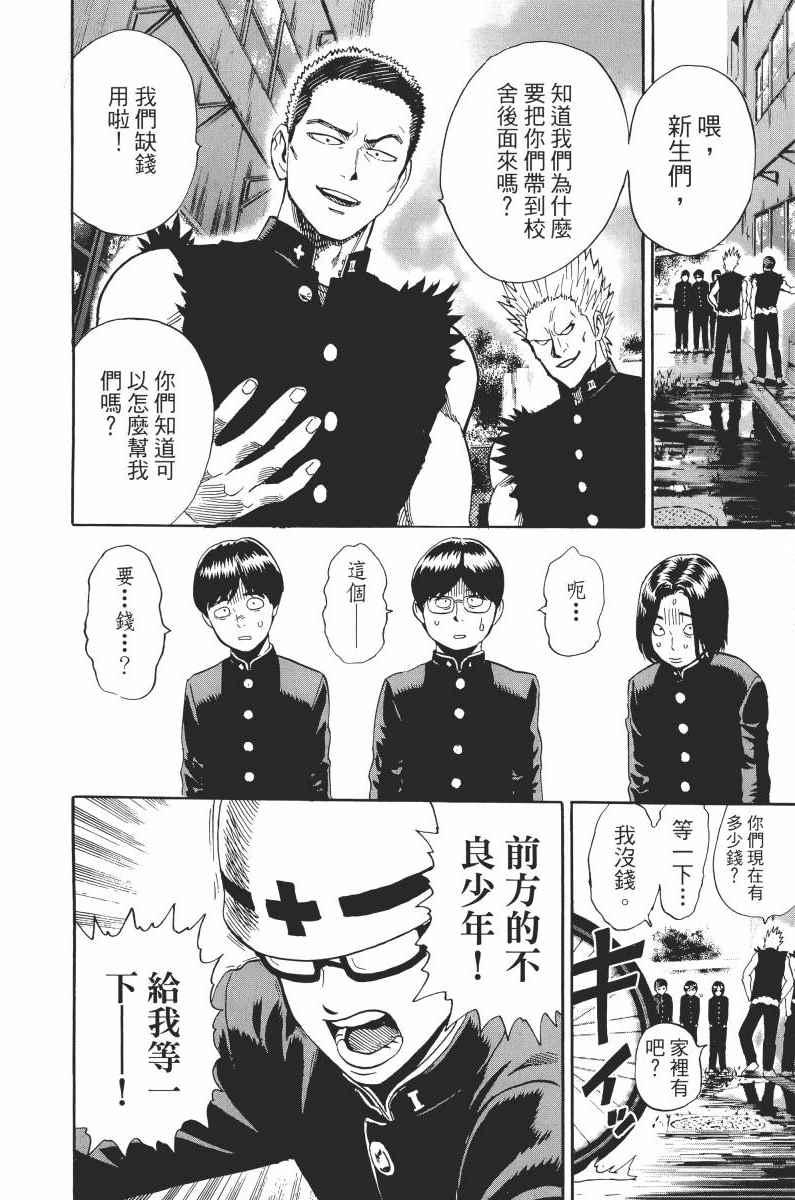 喂，
新生們，
知道我們為什麼
要把你們帶到校
舍後面來嗎？
我們缺錢
用啦！
你們知道可
以怎麼幫我
們嗎？
呃…
這個——
要…錢…？
你們現在有
多少錢？
等一下…
我沒錢。
家裡有
吧？
キイッ
前方的不
良少年！
給我等一
下——！
I